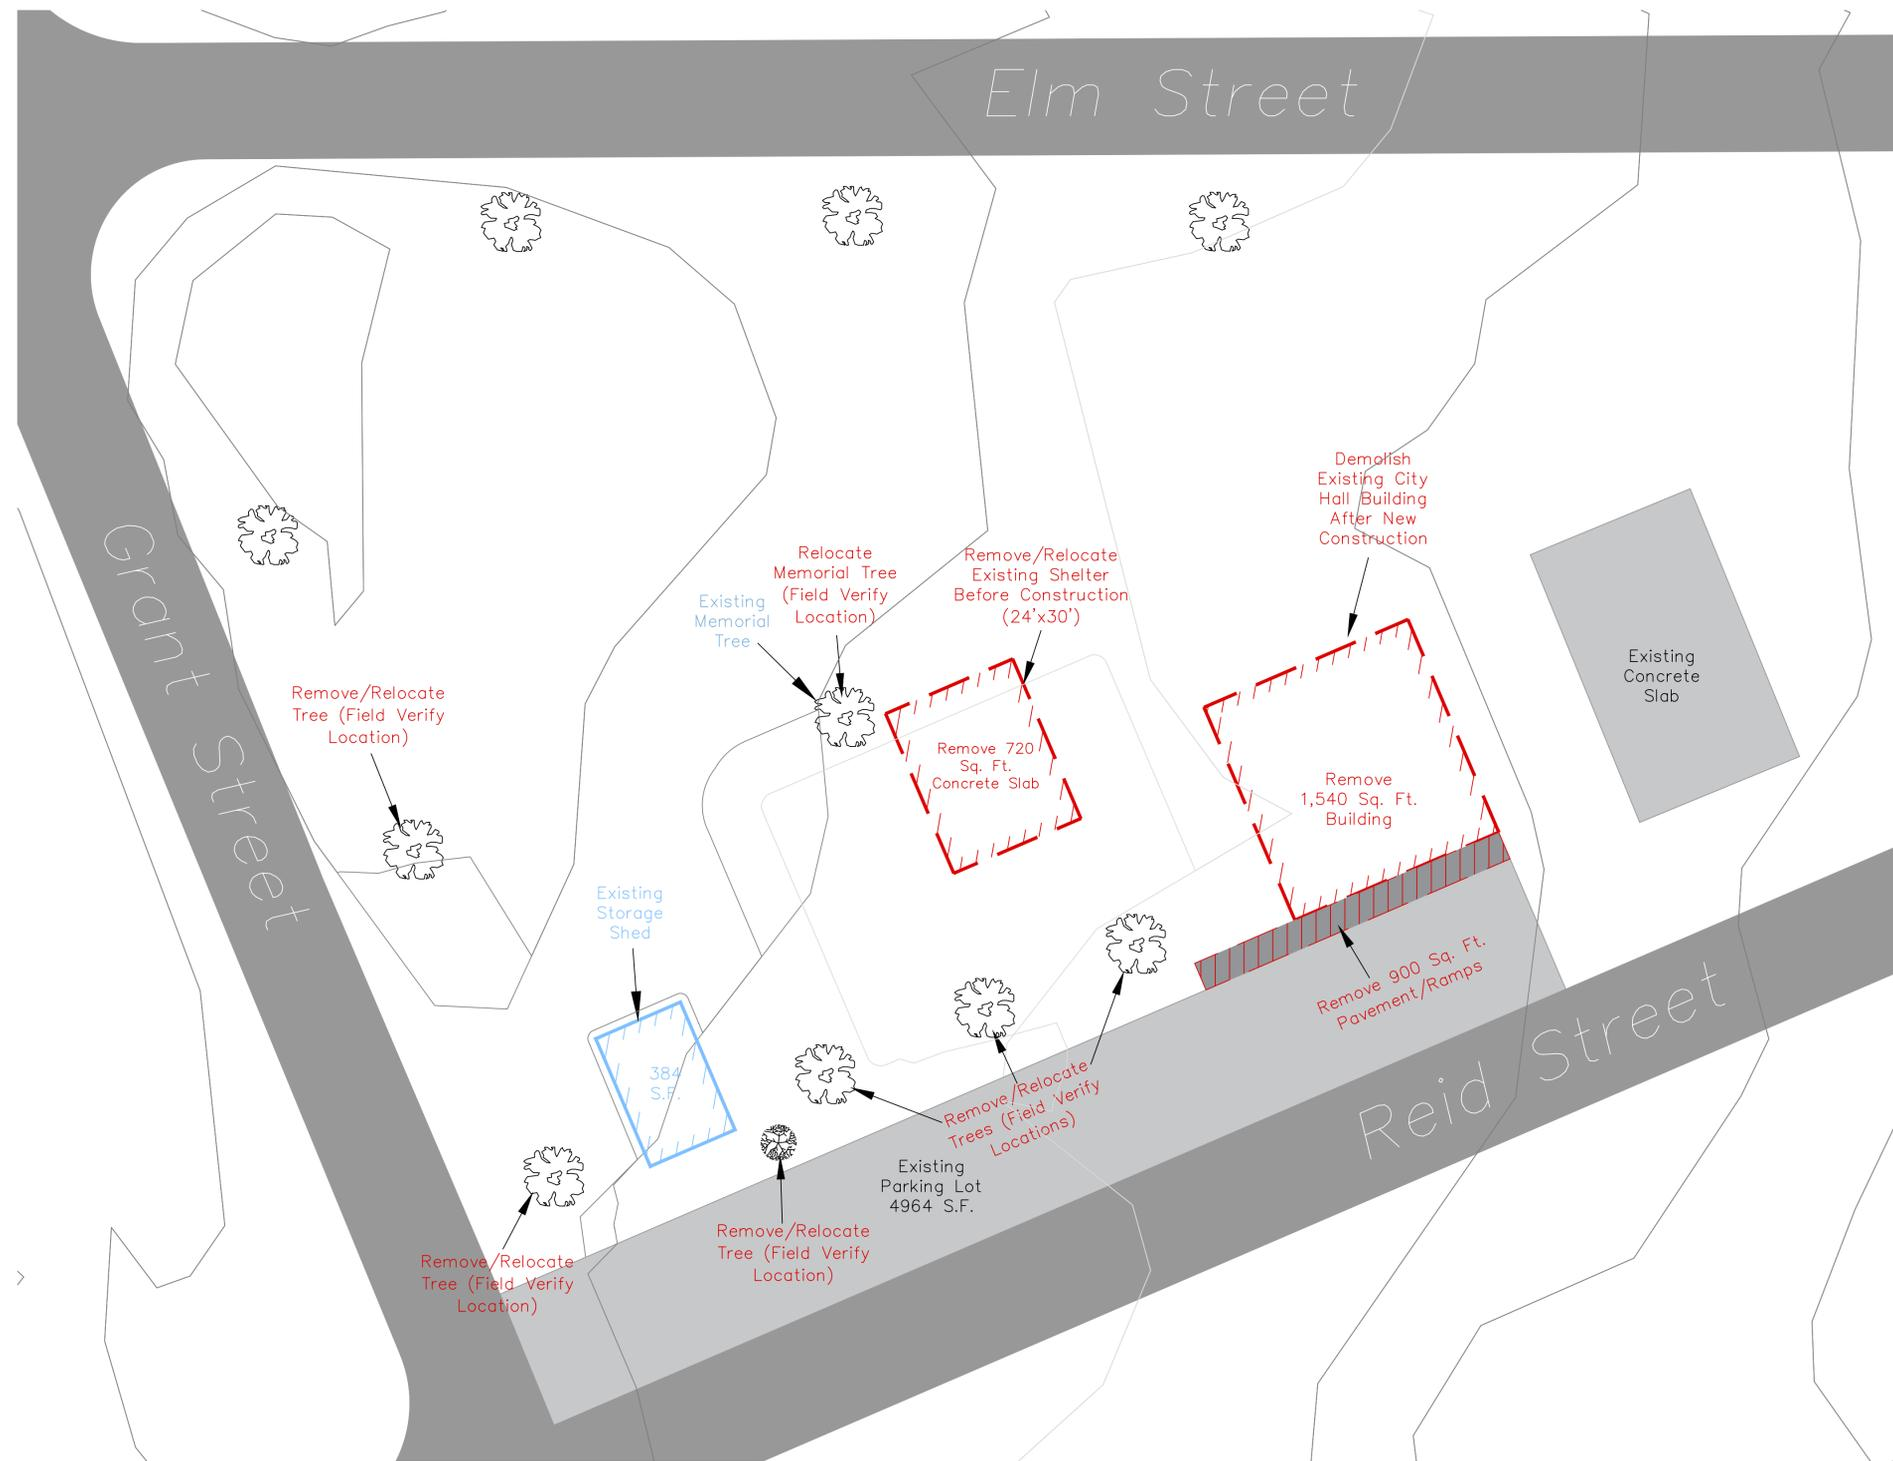 Elm Street
Demolish
Existing City
Hall Building
After New
Construction
Relocate
Memorial Tree
(Field Verify
Location)
Remove/Relocate
Existing Shelter
Before Construction
(24'x30')
Existing
Memorial
Tree
Grant Street
Remove/Relocate
Tree (Field Verify
Location)
Remove 720
Sq. Ft.
Concrete Slab
Remove
1,540 Sq. Ft.
Building
Existing
Concrete
Slab
Existing
Storage
Shed
384
S.F.
Remove 900 Sq. Ft.
Pavement/Ramps
Reid Street
Remove/Relocate
Trees (Field Verify
Locations)
Existing
Parking Lot
4964 S.F.
Remove/Relocate
Tree (Field Verify
Location)
Remove/Relocate
Tree (Field Verify
Location)